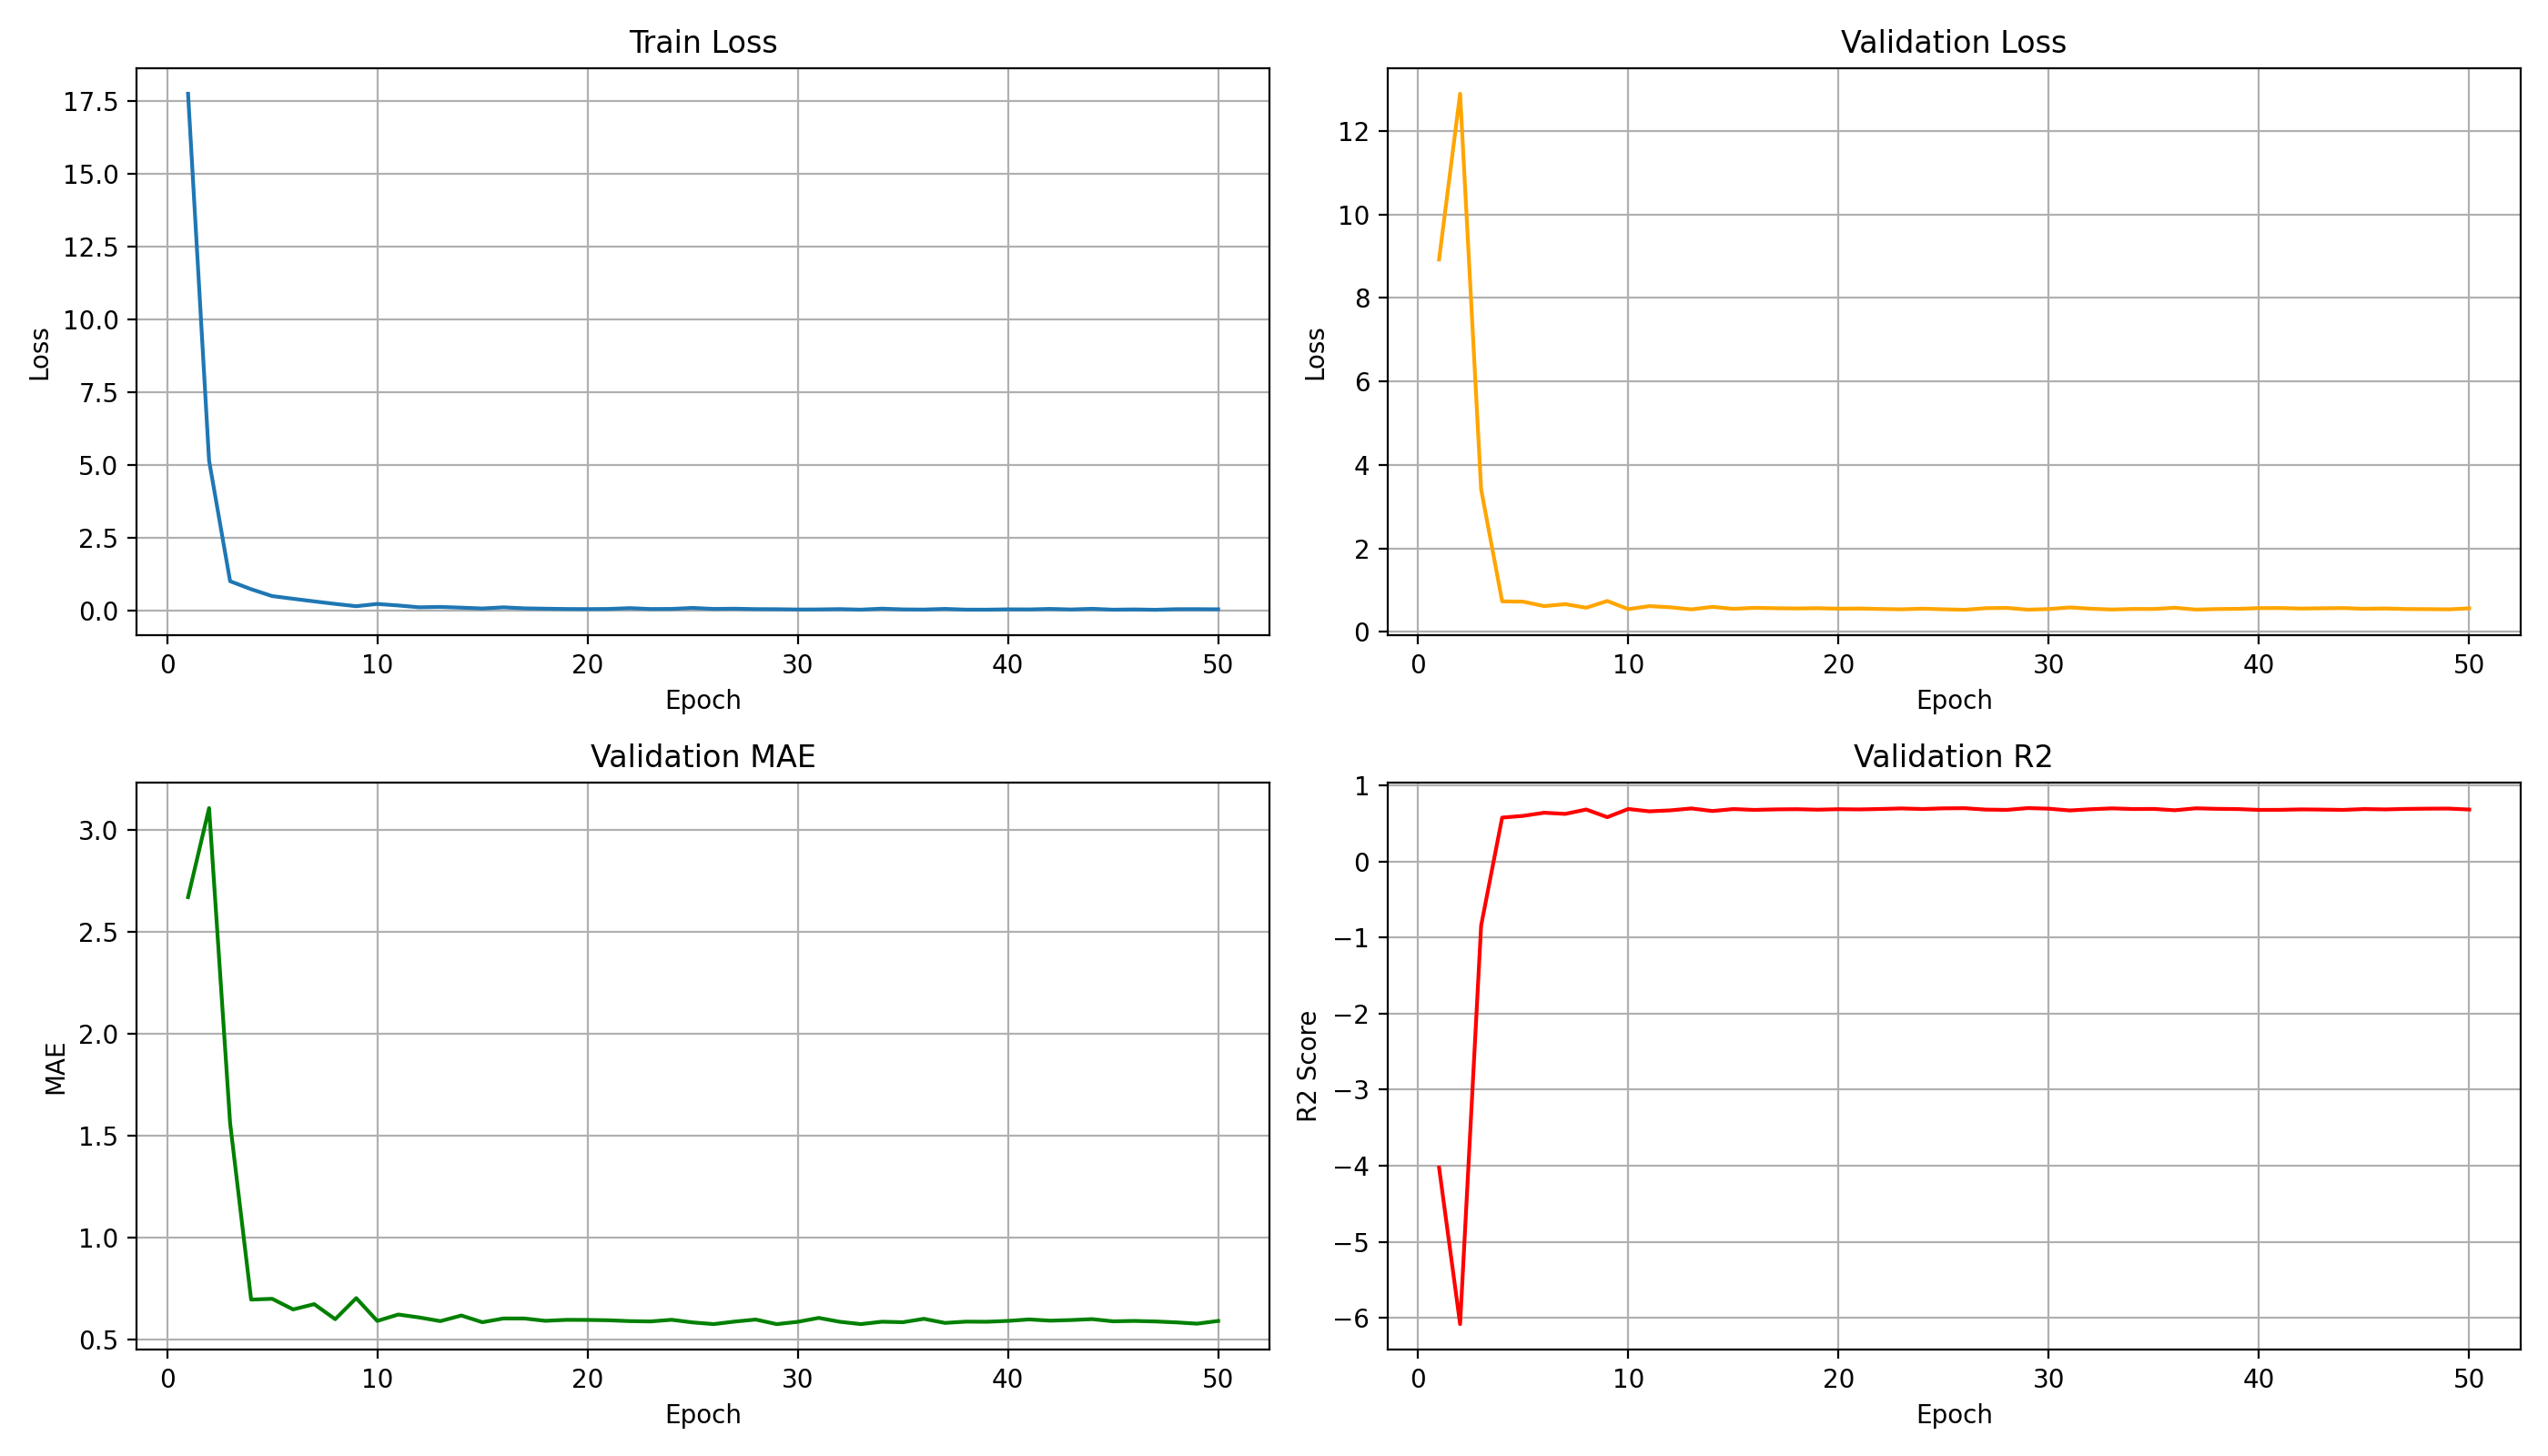 Train Loss
17.5
15.0
12.5
10.0
7.5
5.0
2.5
0.0
Loss
0 10 20 30 40 50
Epoch
Validation Loss
12
10
8
6
4
2
0
Loss
0 10 20 30 40 50
Epoch
Validation MAE
3.0
2.5
2.0
1.5
1.0
0.5
MAE
0 10 20 30 40 50
Epoch
Validation R2
1
0
−1
−2
−3
−4
−5
−6
R2 Score
0 10 20 30 40 50
Epoch